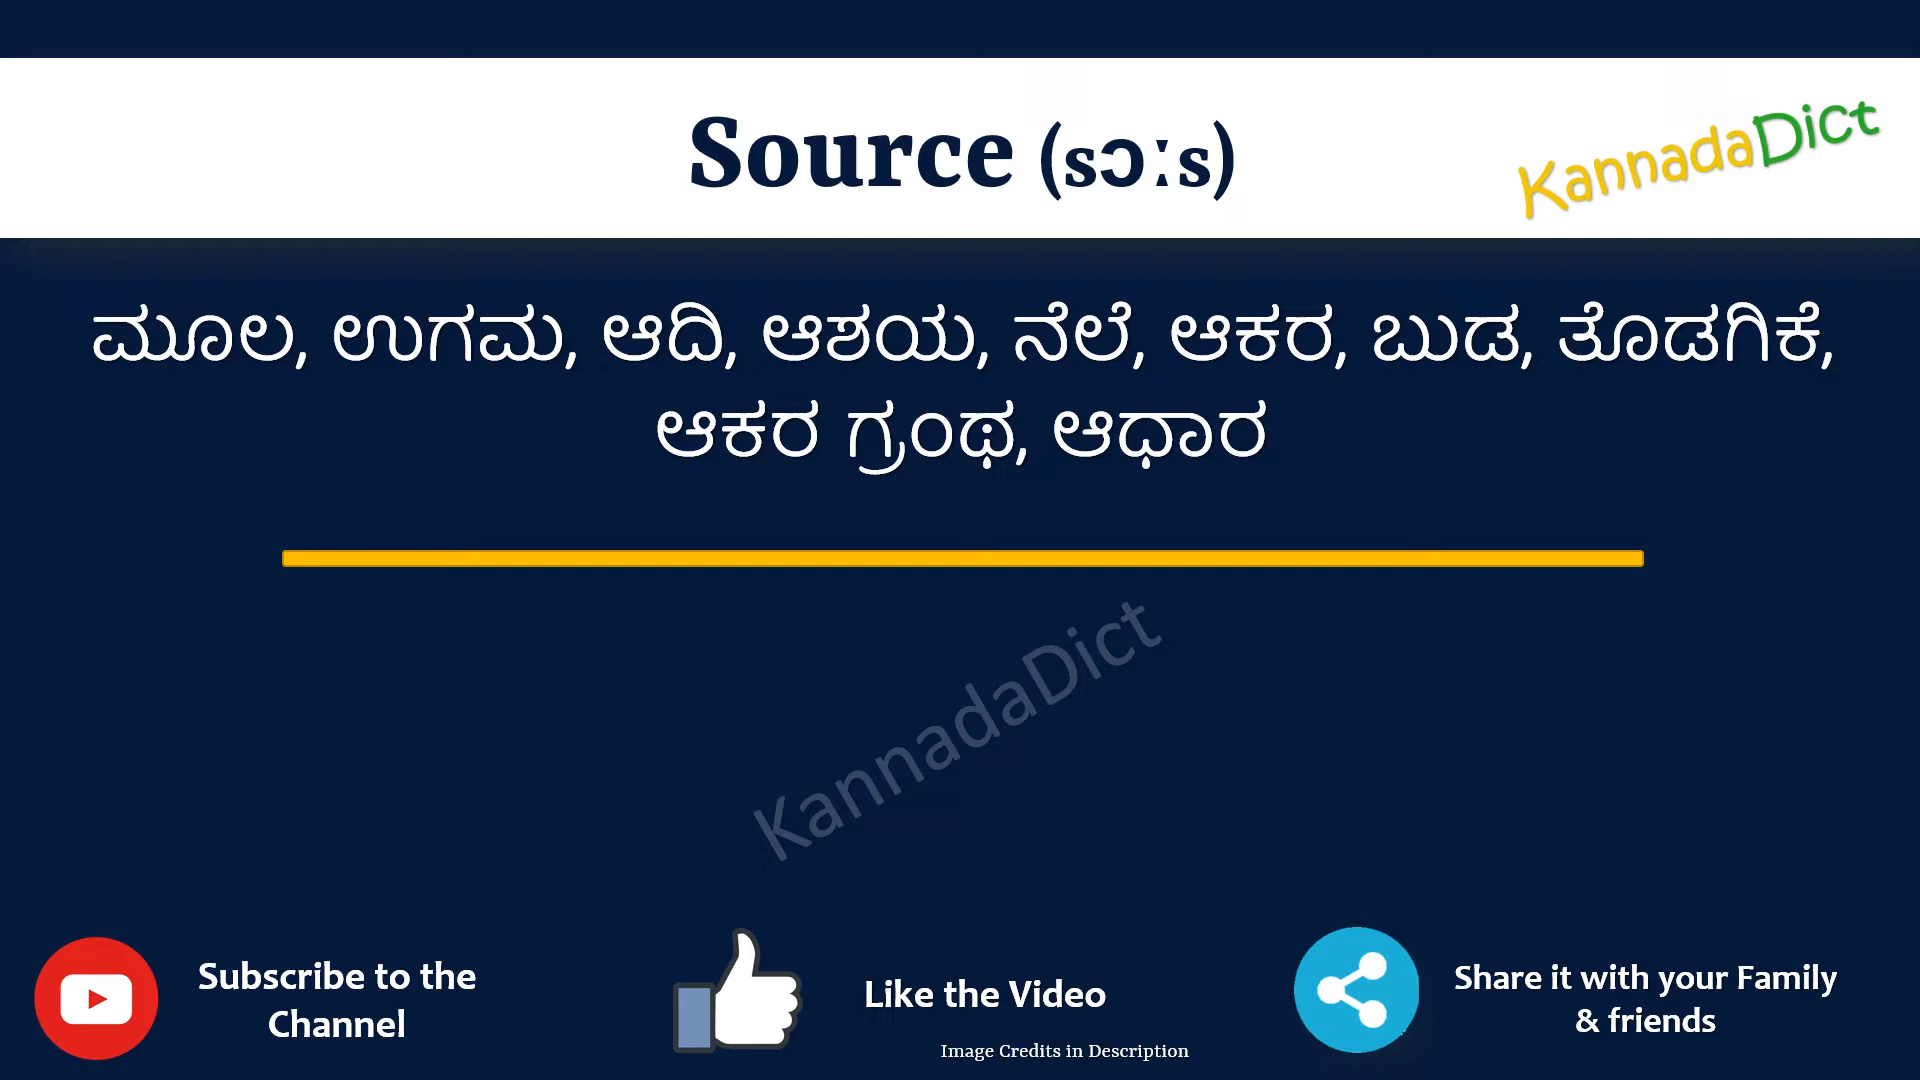 Source (sɔːs)
KannadaDict
ಮೂಲ, ಉಗಮ, ಆದಿ, ಆಶಯ, ನೆಲೆ, ಆಕರ, ಬುಡ, ತೊಡಗಿಕೆ,
ಆಕರ ಗ್ರಂಥ, ಆಧಾರ
KannadaDict
Subscribe to the
Channel
Like the Video
Share it with your Family
& friends
Image Credits in Description